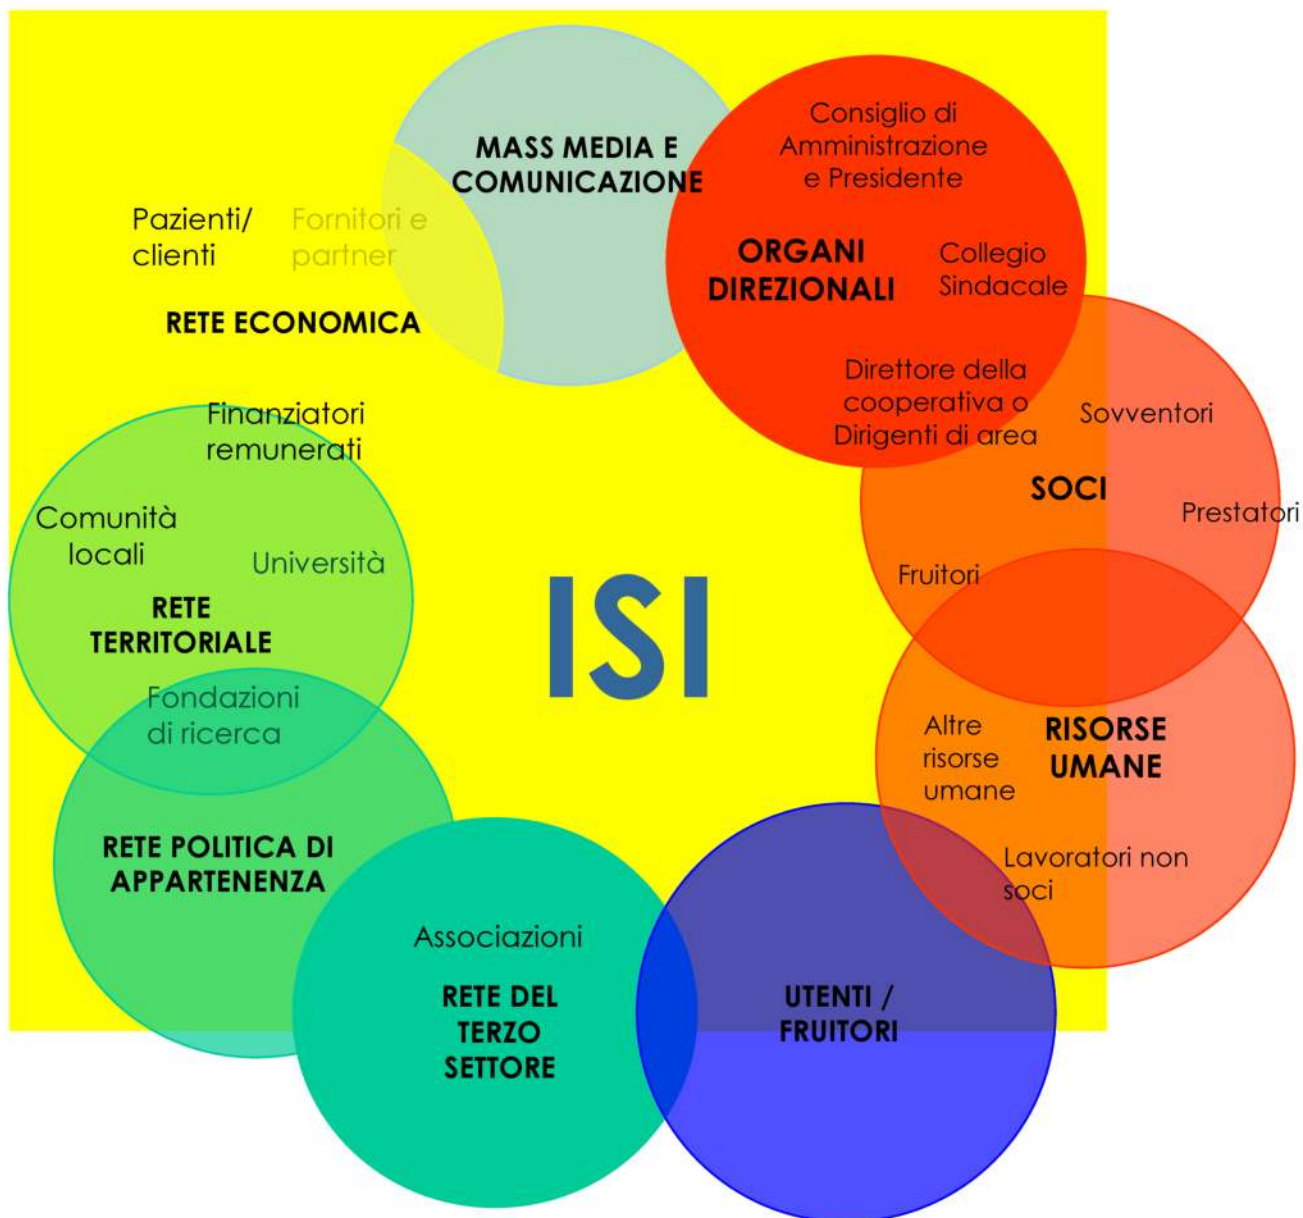 MASS MEDIA E
COMUNICAZIONE
Consiglio di
Amministrazione
e Presidente
ORGANI
DIREZIONALI
Collegio
Sindacale
Direttore della
cooperativa o
Dirigenti di area
Pazienti/
clienti
Fornitori e
partner
RETE ECONOMICA
Finanziatori
remunerati
Sovventori
SOCI
Prestatori
Fruitori
Comunità
locali
Università
RETE
TERRITORIALE
ISI
Fondazioni
di ricerca
Altre
risorse
umane
RISORSE
UMANE
Lavoratori non
soci
RETE POLITICA DI
APPARTENENZA
Associazioni
RETE DEL
TERZO
SETTORE
UTENTI /
FRUITORI